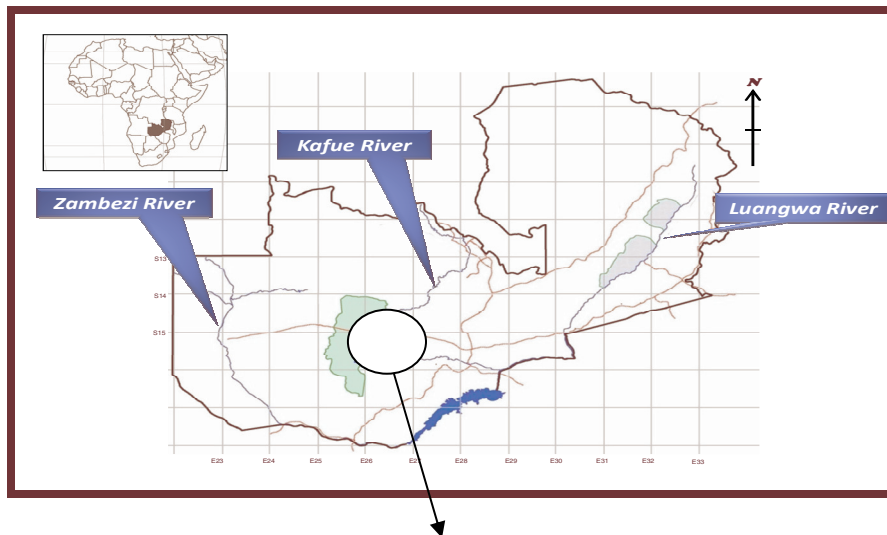 N
Kafue River
Zambezi River
Luangwa River
S13
S14
S15
E23
E24
E25
E26
E27
E28
E29
E30
E31
E32
E33